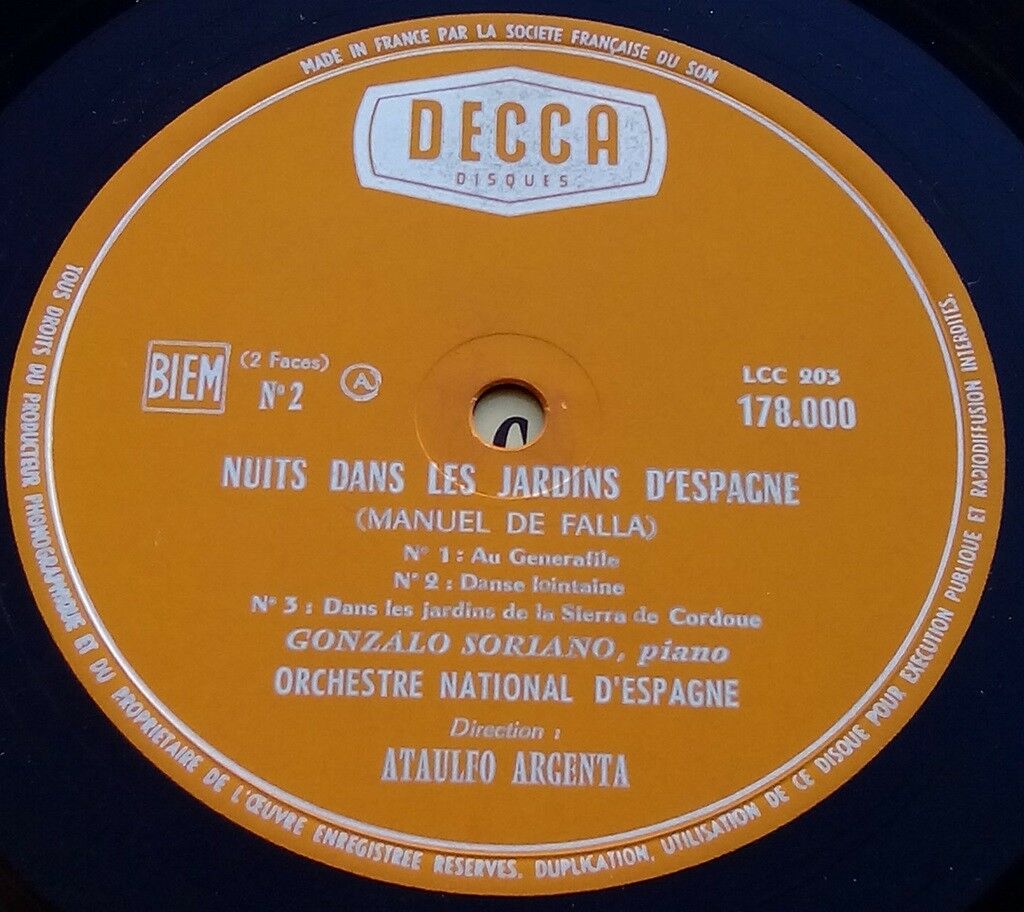 MADE IN FRANCE PAR LA SOCIETE FRANÇAISE DU SON
DECCA
DISQUES
BIEM
(2 Faces)
N° 2
A
LCC 203
178.000
NUITS DANS LES JARDINS D'ESPAGNE
(MANUEL DE FALLA)
N° 1 : Au Generafile
N° 2 : Danse lointaine
N° 3 : Dans les jardins de la Sierra de Cordoue
GONZALO SORIANO, piano
ORCHESTRE NATIONAL D'ESPAGNE
Direction :
ATAULFO ARGENTA
TOUS DROITS DU PRODUCTEUR PHONOGRAPHIQUE ET DU PROPRIETAIRE DE L'ŒUVRE ENREGISTREE RESERVES. DUPLICATION, UTILISATION DE CE DISQUE POUR EXECUTION PUBLIQUE ET RADIODIFFUSION INTERDITES.